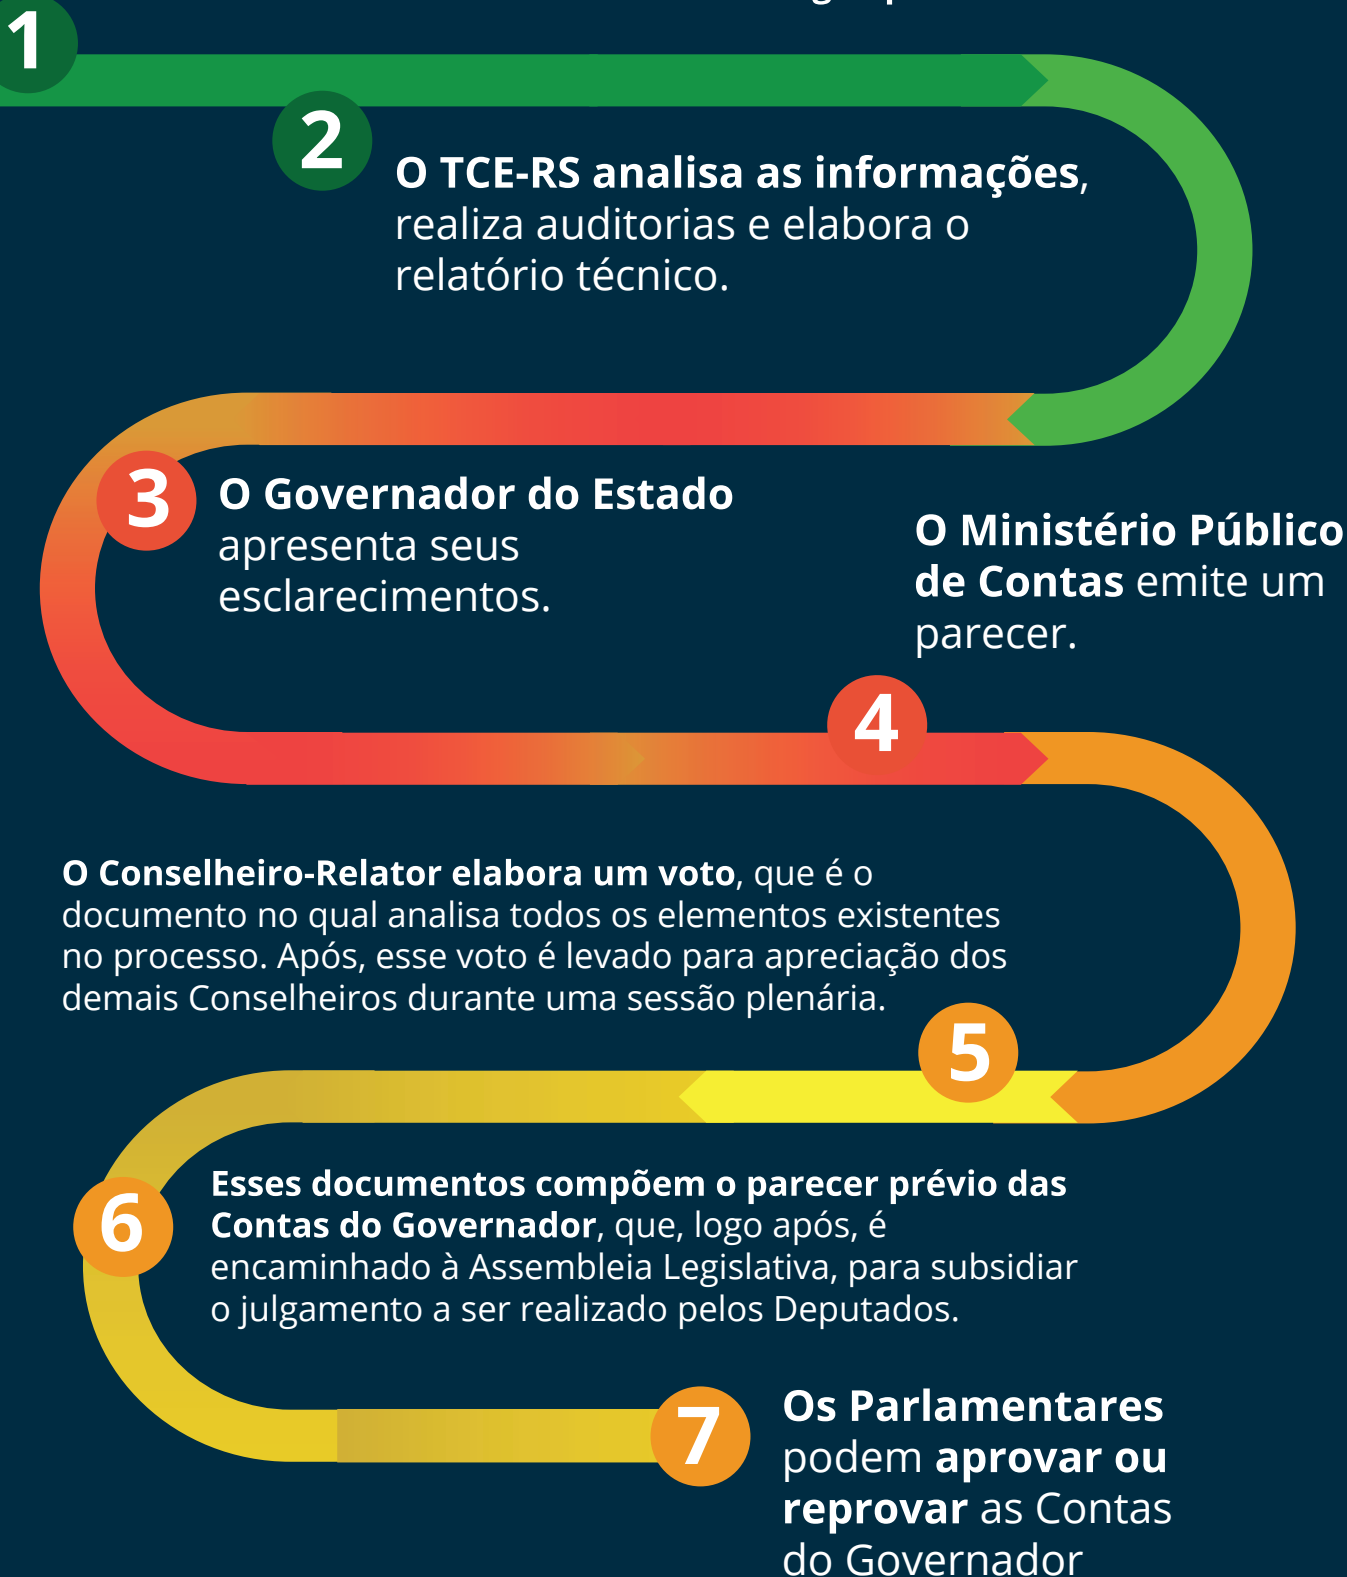 1
2
O TCE-RS analisa as informações,
realiza auditorias e elabora o
relatório técnico.
3
O Governador do Estado
apresenta seus
esclarecimentos.
O Ministério Público
de Contas emite um
parecer.
4
O Conselheiro-Relator elabora um voto, que é o
documento no qual analisa todos os elementos existentes
no processo. Após, esse voto é levado para apreciação dos
demais Conselheiros durante uma sessão plenária.
5
6
Esses documentos compõem o parecer prévio das
Contas do Governador, que, logo após, é
encaminhado à Assembleia Legislativa, para subsidiar
o julgamento a ser realizado pelos Deputados.
7
Os Parlamentares
podem aprovar ou
reprovar as Contas
do Governador